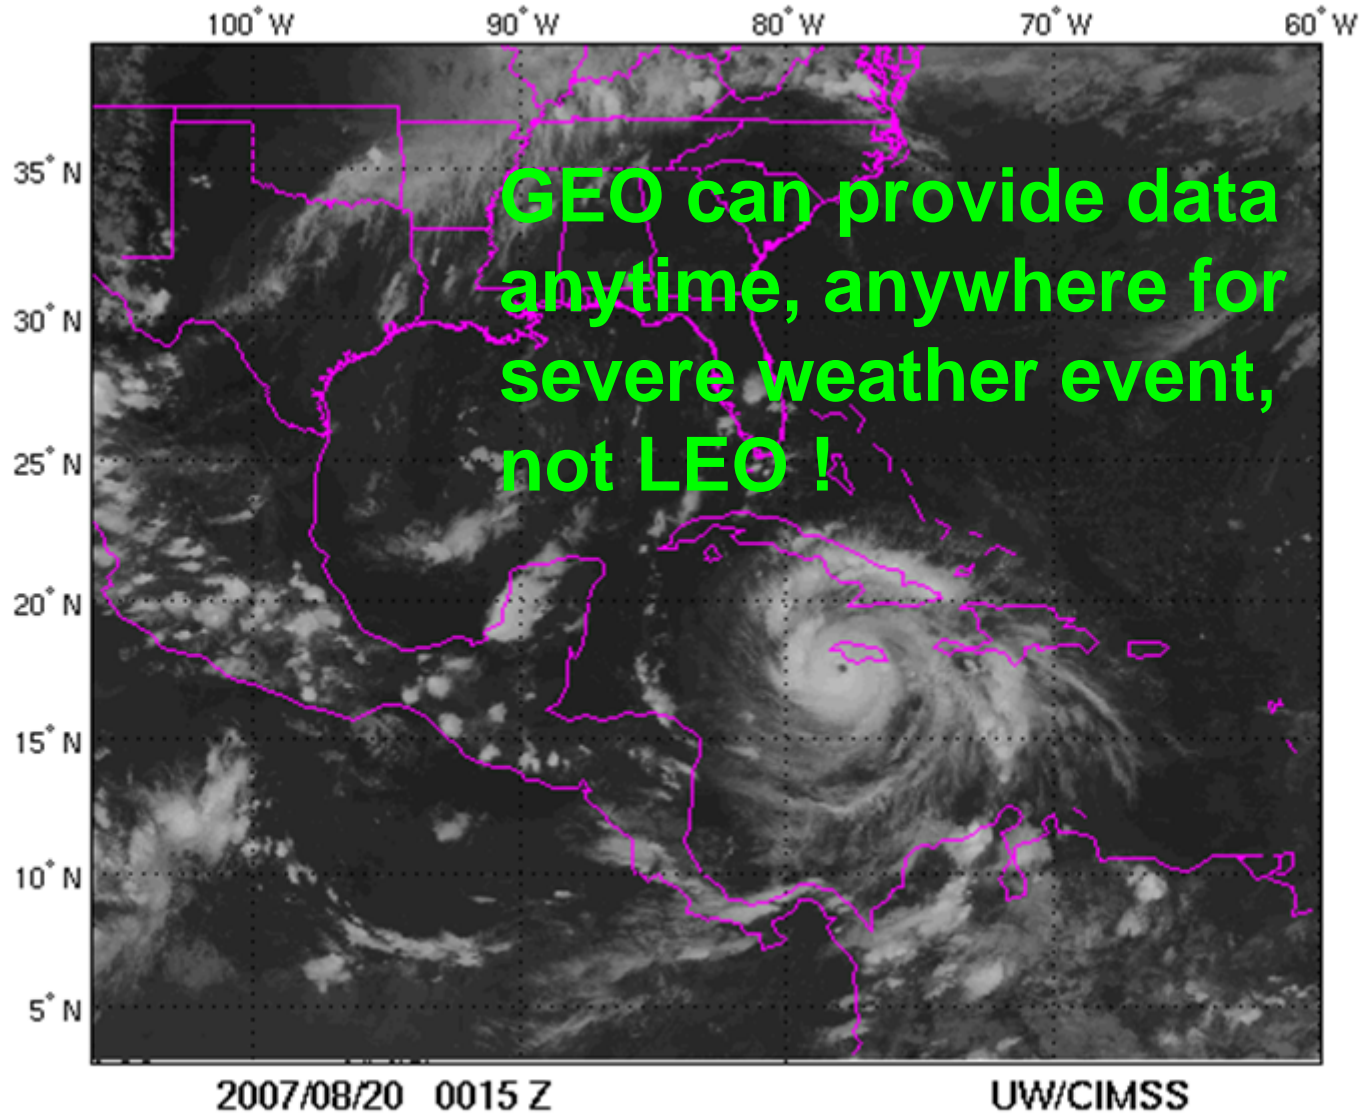 100° W 90° W 80° W 70° W 60° W
35° N
30° N
25° N
20° N
15° N
10° N
5° N
GEO can provide data
anytime, anywhere for
severe weather event,
not LEO !
2007/08/20 0015 Z UW/CIMSS